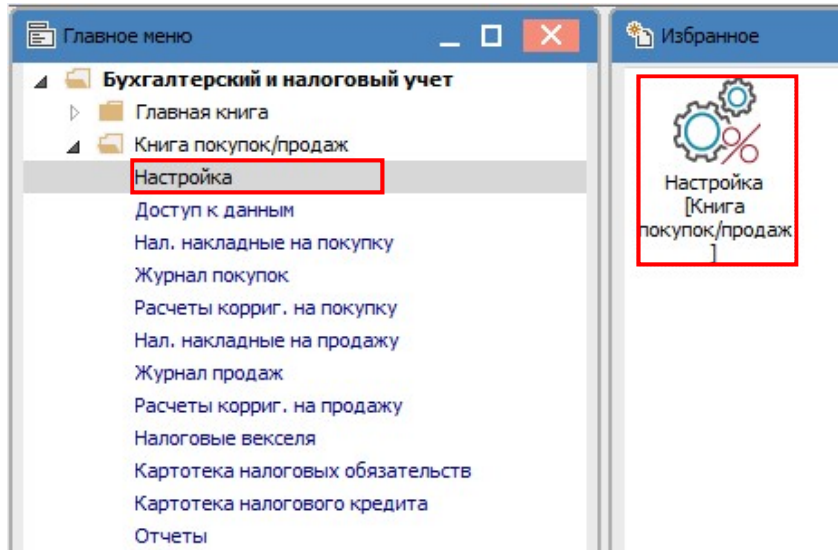 Главное меню
Бухгалтерский и налоговый учет
Главная книга
Книга покупок/продаж
Настройка
Доступ к данным
Нал. накладные на покупку
Журнал покупок
Расчеты корриг. на покупку
Нал. накладные на продажу
Журнал продаж
Расчеты корриг. на продажу
Налоговые векселя
Картотека налоговых обязательств
Картотека налогового кредита
Отчеты
Избранное
%
Настройка
[Книга
покупок/продаж
]